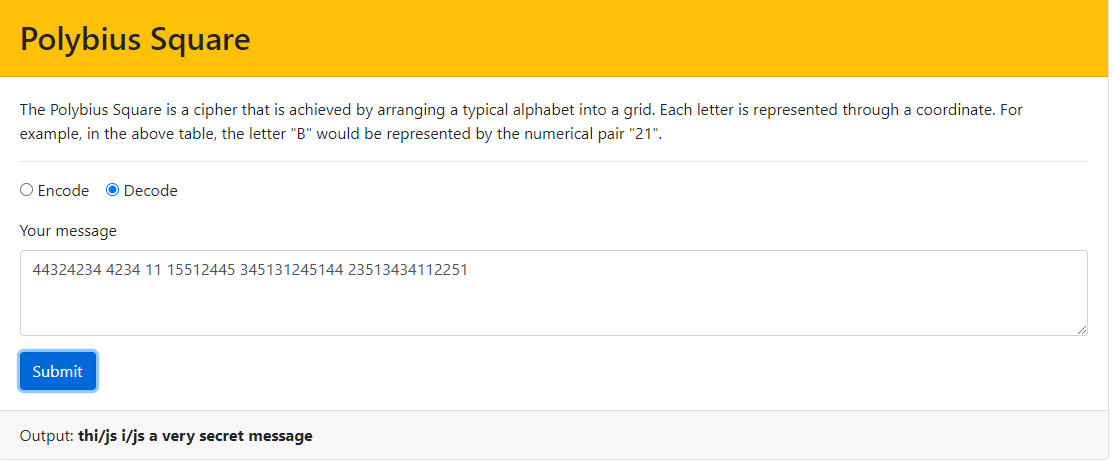 Polybius Square
The Polybius Square is a cipher that is achieved by arranging a typical alphabet into a grid. Each letter is represented through a coordinate. For
example, in the above table, the letter "B" would be represented by the numerical pair "21".
Encode Decode
Your message
44324234 4234 11 15512445 345131245144 23513434112251
Submit
Output: thi/js i/js a very secret message